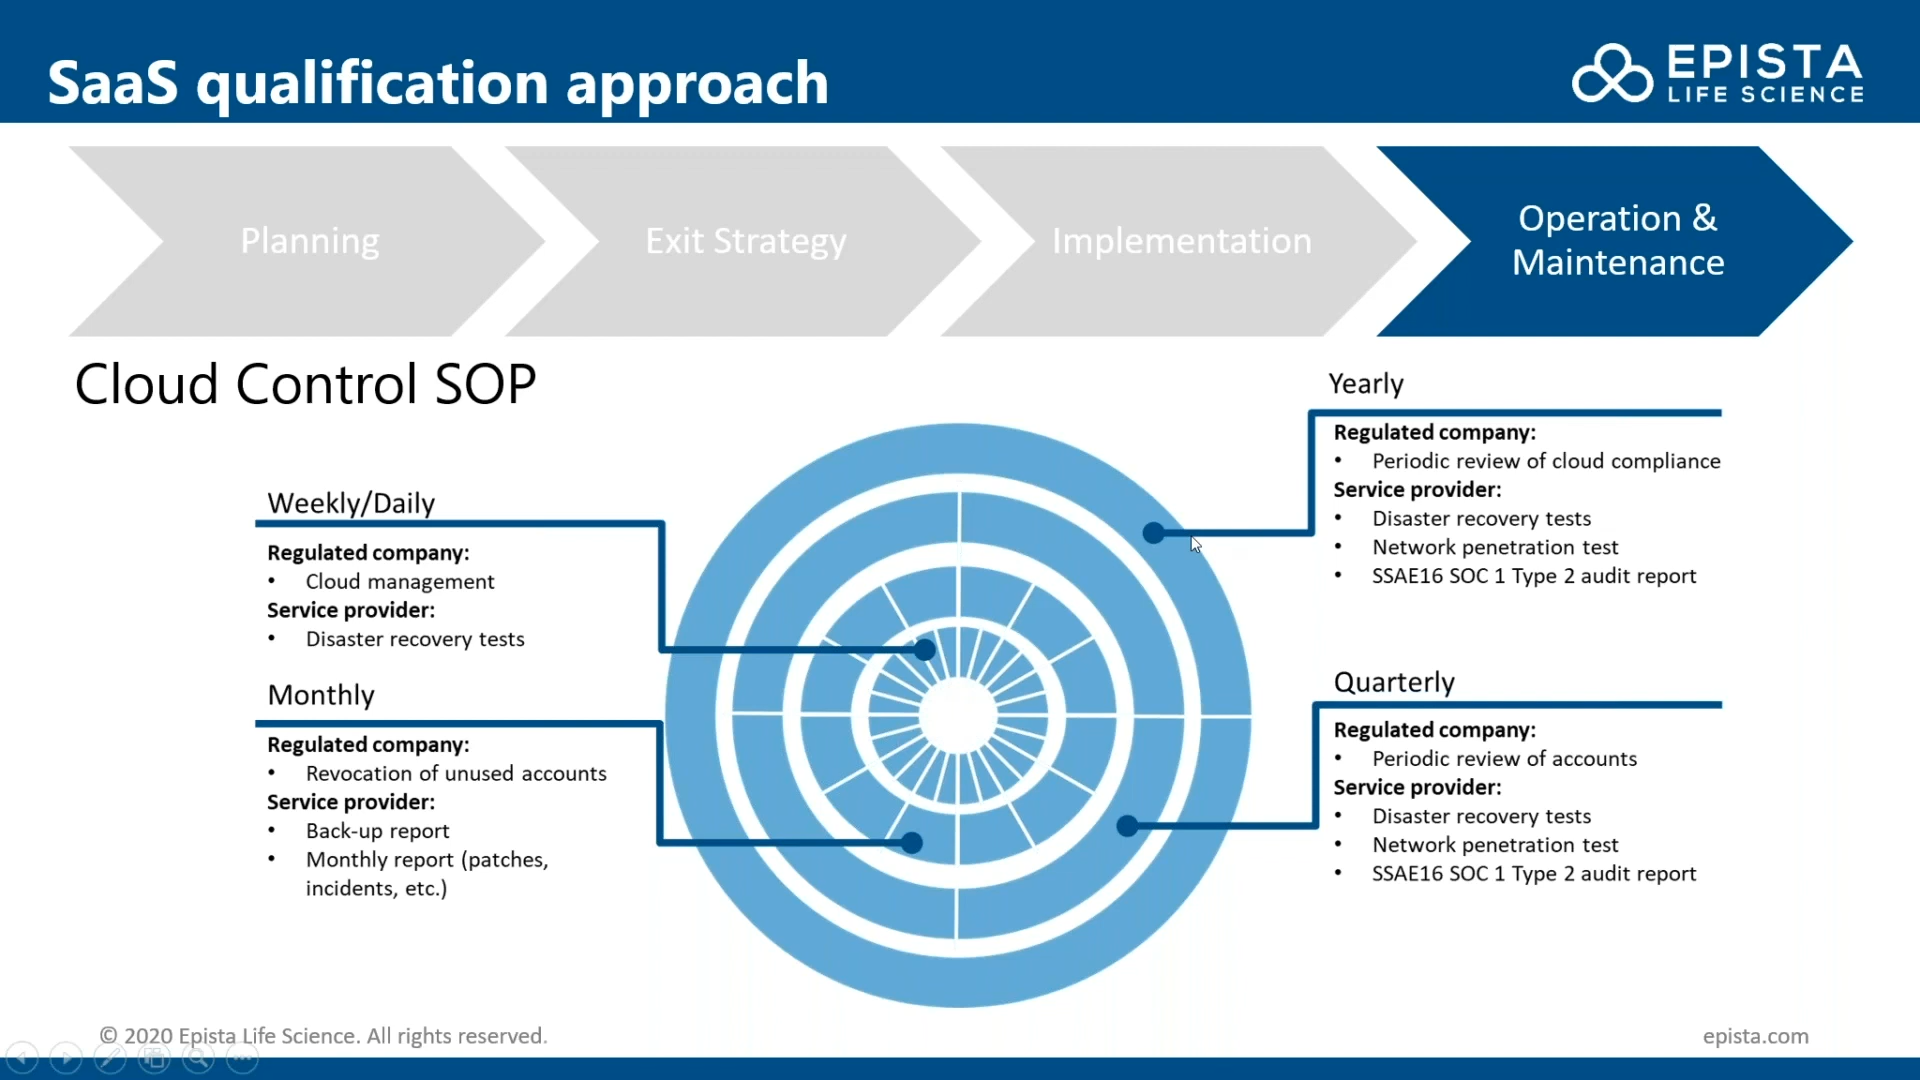 SaaS qualification approach
EPISTA
LIFE SCIENCE
Planning
Exit Strategy
Implementation
Operation &
Maintenance
Cloud Control SOP
Weekly/Daily
Regulated company:
• Cloud management
Service provider:
• Disaster recovery tests
Monthly
Regulated company:
• Revocation of unused accounts
Service provider:
• Back-up report
• Monthly report (patches,
incidents, etc.)
Yearly
Regulated company:
• Periodic review of cloud compliance
Service provider:
• Disaster recovery tests
• Network penetration test
• SSAE16 SOC 1 Type 2 audit report
Quarterly
Regulated company:
• Periodic review of accounts
Service provider:
• Disaster recovery tests
• Network penetration test
• SSAE16 SOC 1 Type 2 audit report
© 2020 Epista Life Science. All rights reserved.
epista.com